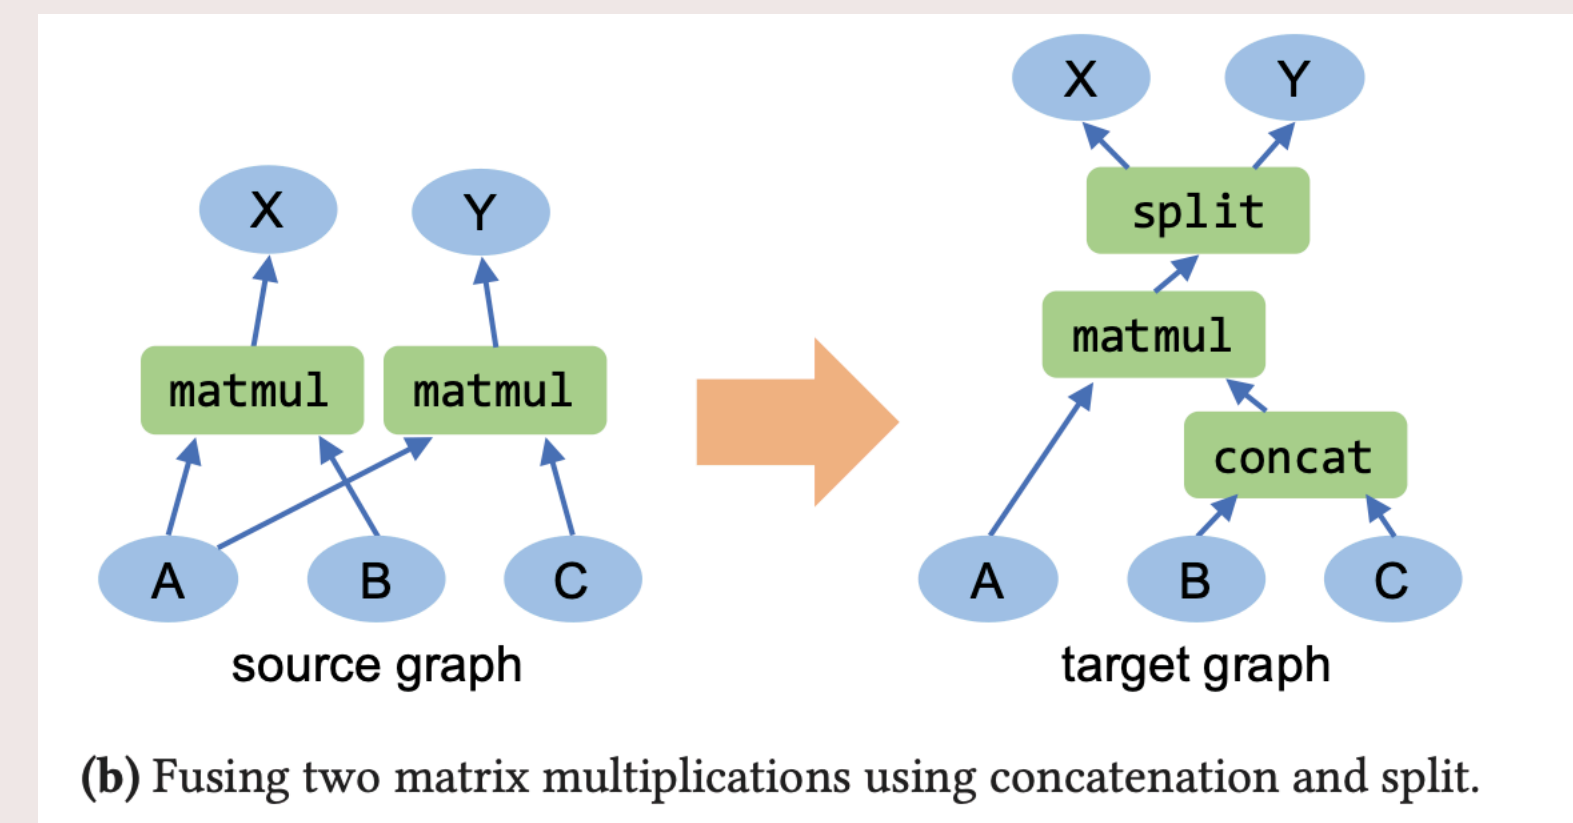 X Y
split
X Y
matmul
matmul matmul
concat
A B C A B C
source graph target graph
(b) Fusing two matrix multiplications using concatenation and split.